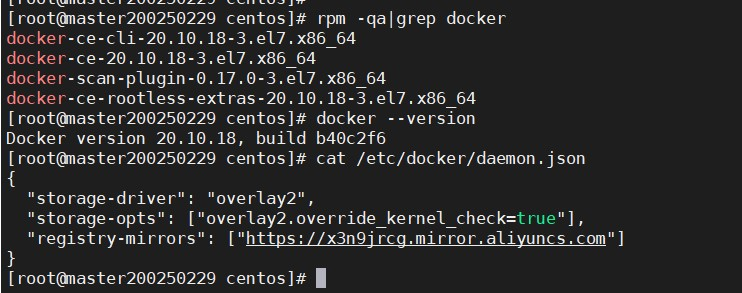 [root@master200250229 centos]#
[root@master200250229 centos]# rpm -qa|grep docker
docker-ce-cli-20.10.18-3.el7.x86_64
docker-ce-20.10.18-3.el7.x86_64
docker-scan-plugin-0.17.0-3.el7.x86_64
docker-ce-rootless-extras-20.10.18-3.el7.x86_64
[root@master200250229 centos]# docker --version
Docker version 20.10.18, build b40c2f6
[root@master200250229 centos]# cat /etc/docker/daemon.json
{
  "storage-driver": "overlay2",
  "storage-opts": ["overlay2.override_kernel_check=true"],
  "registry-mirrors": ["https://x3n9jrcg.mirror.aliyuncs.com"]
}
[root@master200250229 centos]#